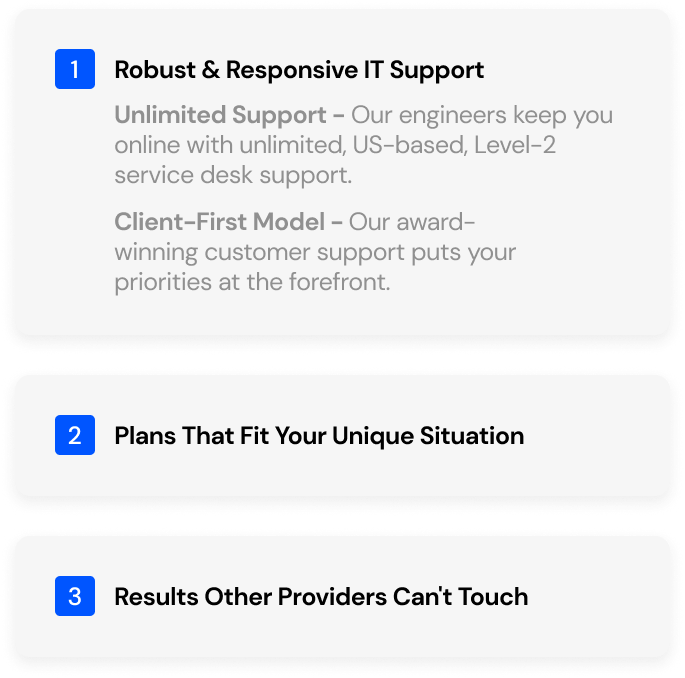 1 Robust & Responsive IT Support
Unlimited Support - Our engineers keep you
online with unlimited, US-based, Level-2
service desk support.
Client-First Model - Our award-
winning customer support puts your
priorities at the forefront.
2 Plans That Fit Your Unique Situation
3 Results Other Providers Can't Touch